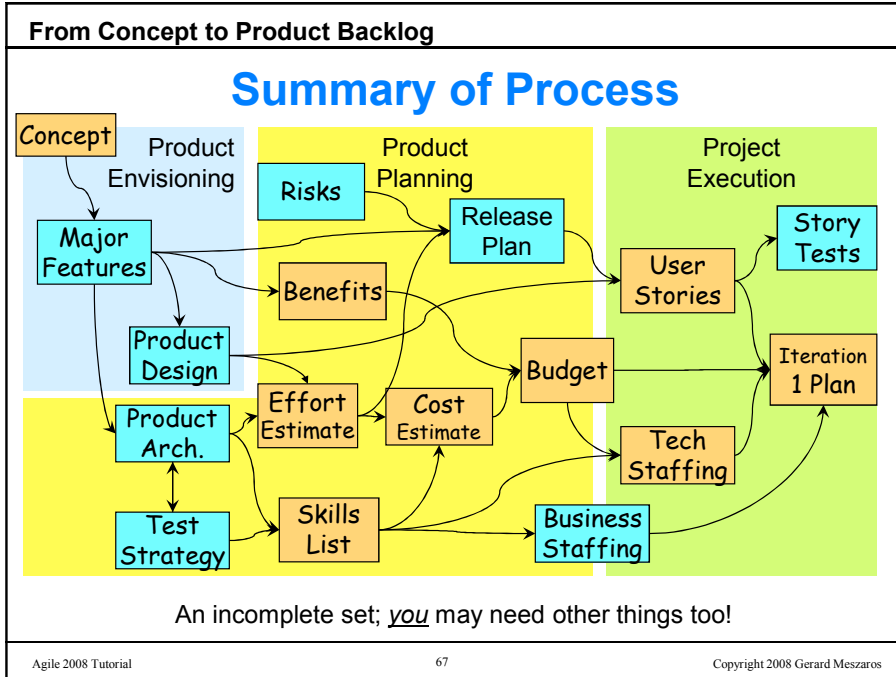 From Concept to Product Backlog
Summary of Process
Concept
Product
Envisioning
Product
Planning
Project
Execution
Risks
Release
Plan
Story
Tests
Major
Features
User
Stories
Benefits
Product
Design
Budget
Iteration
1 Plan
Effort
Estimate
Cost
Estimate
Product
Arch.
Tech
Staffing
Skills
List
Test
Strategy
Business
Staffing
An incomplete set; you may need other things too!
Agile 2008 Tutorial
67
Copyright 2008 Gerard Meszaros